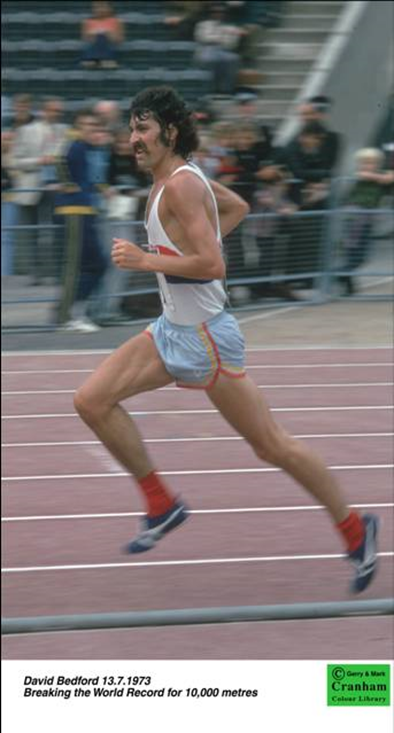 David Bedford 13.7.1973
Breaking the World Record for 10,000 metres
© Gerry & Mark
Cranham
Colour Library